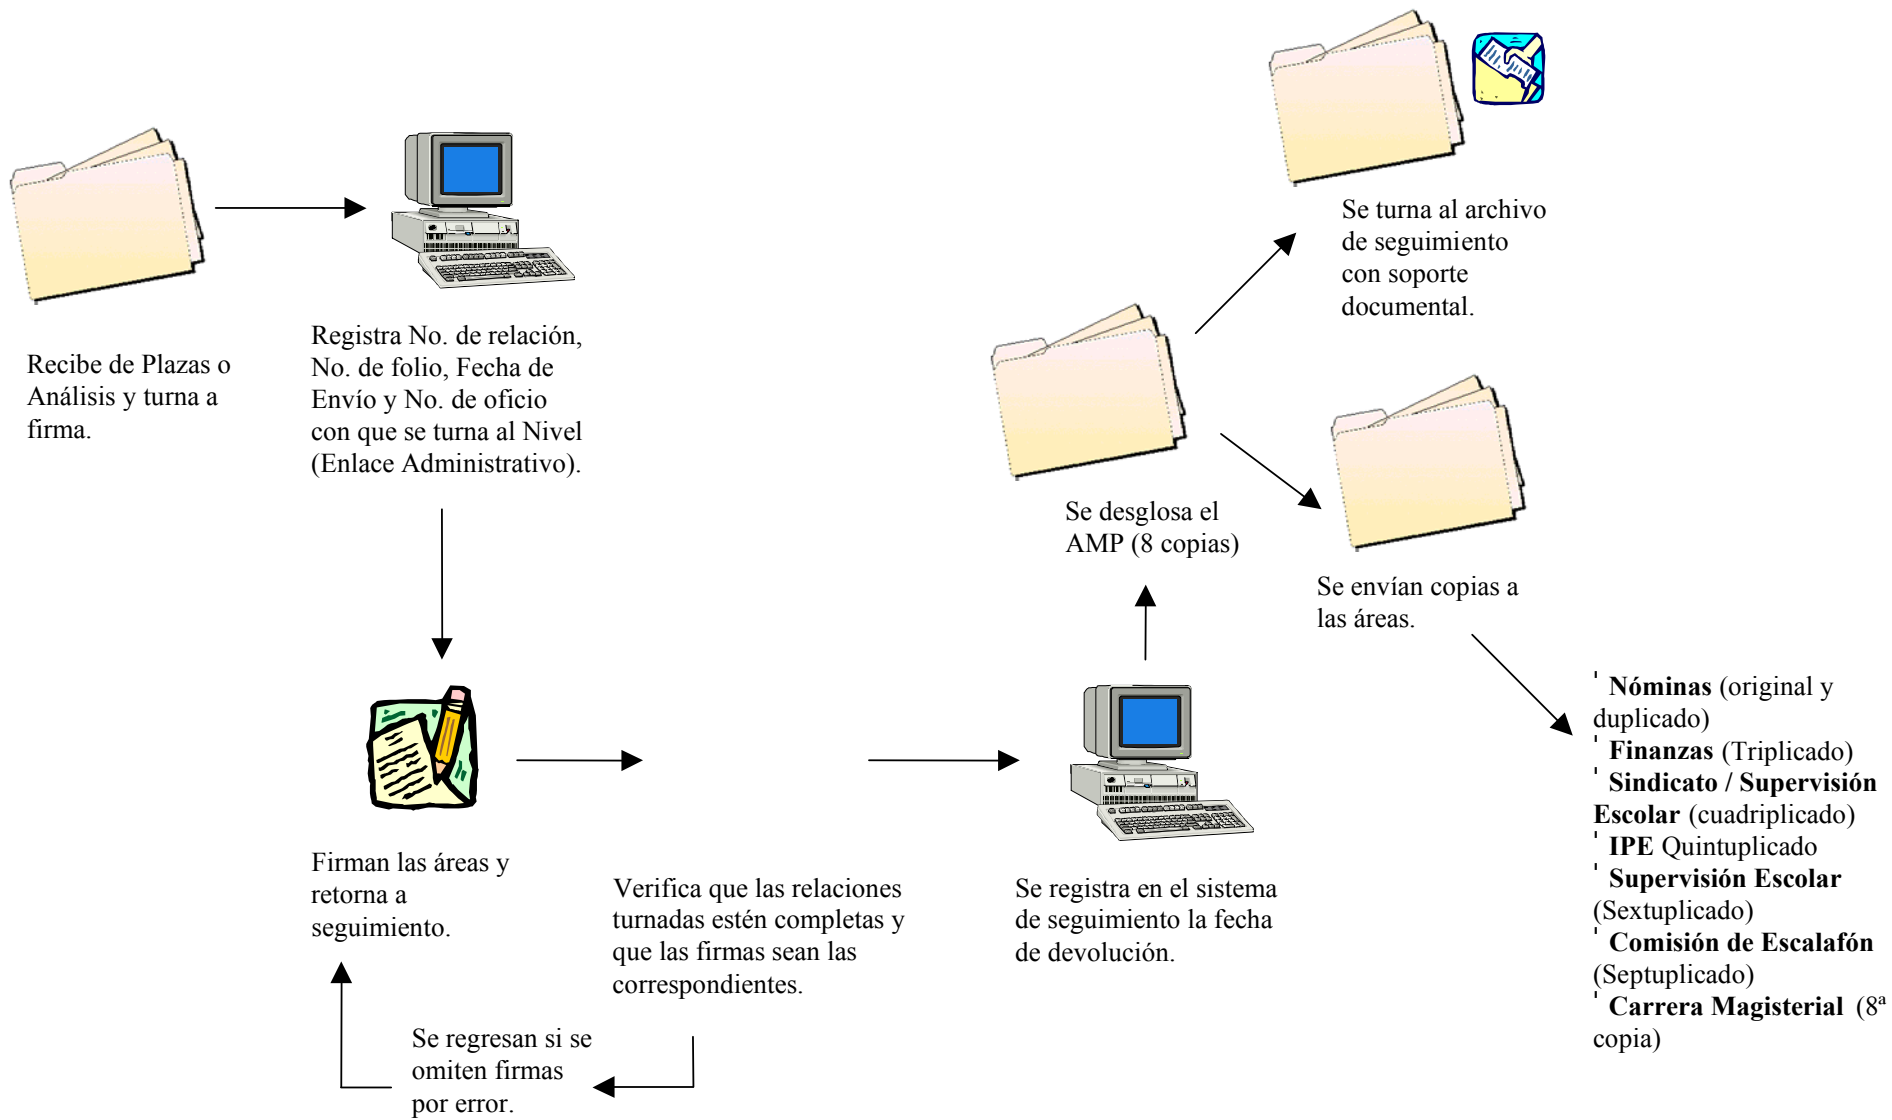 Recibe de Plazas o
Análisis y turna a
firma.
Registra No. de relación,
No. de folio, Fecha de
Envío y No. de oficio
con que se turna al Nivel
(Enlace Administrativo).
Firman las áreas y
retorna a
seguimiento.
Verifica que las relaciones
turnadas estén completas y
que las firmas sean las
correspondientes.
Se regresan si se
omiten firmas
por error.
Se registra en el sistema
de seguimiento la fecha
de devolución.
Se desglosa el
AMP (8 copias)
Se turna al archivo
de seguimiento
con soporte
documental.
Se envían copias a
las áreas.
Nóminas (original y
duplicado)
Finanzas (Triplicado)
Sindicato / Supervisión
Escolar (cuadriplicado)
IPE Quintuplicado
Supervisión Escolar
(Sextuplicado)
Comisión de Escalafón
(Septuplicado)
Carrera Magisterial (8ª
copia)